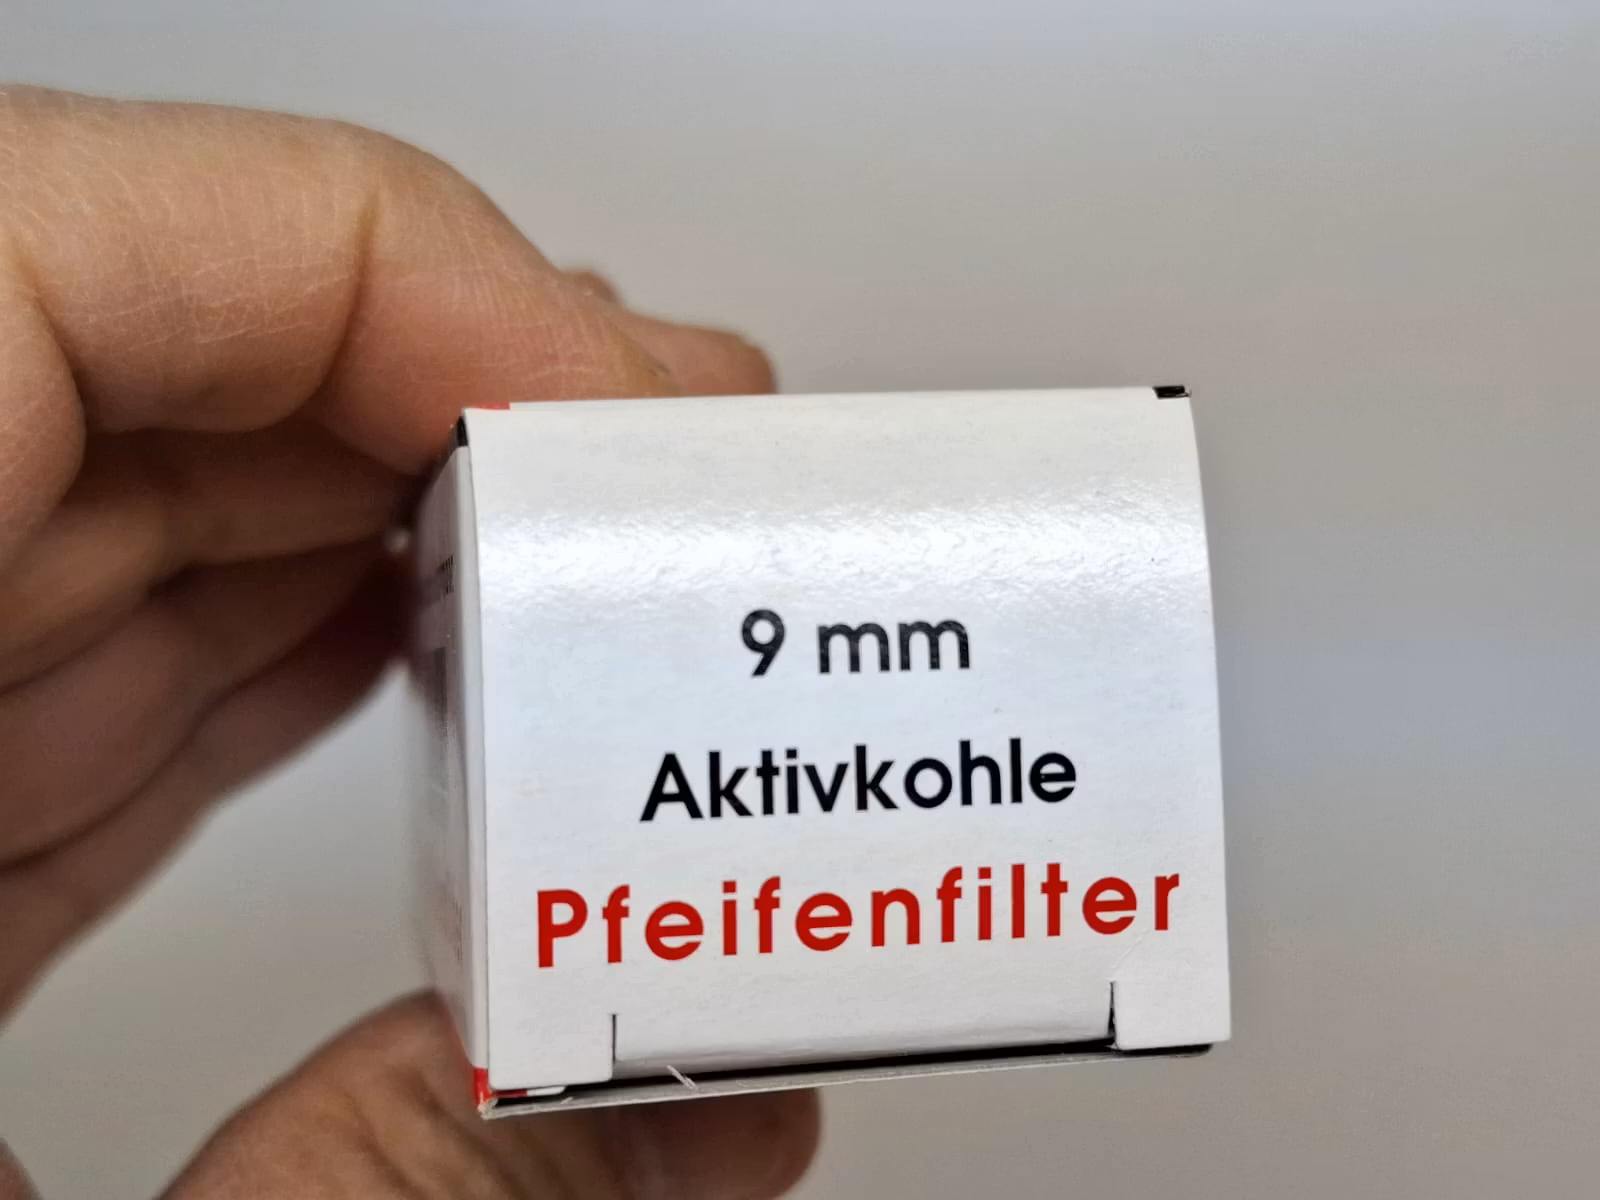 9 mm
Aktivkohle
Pfeifenfilter